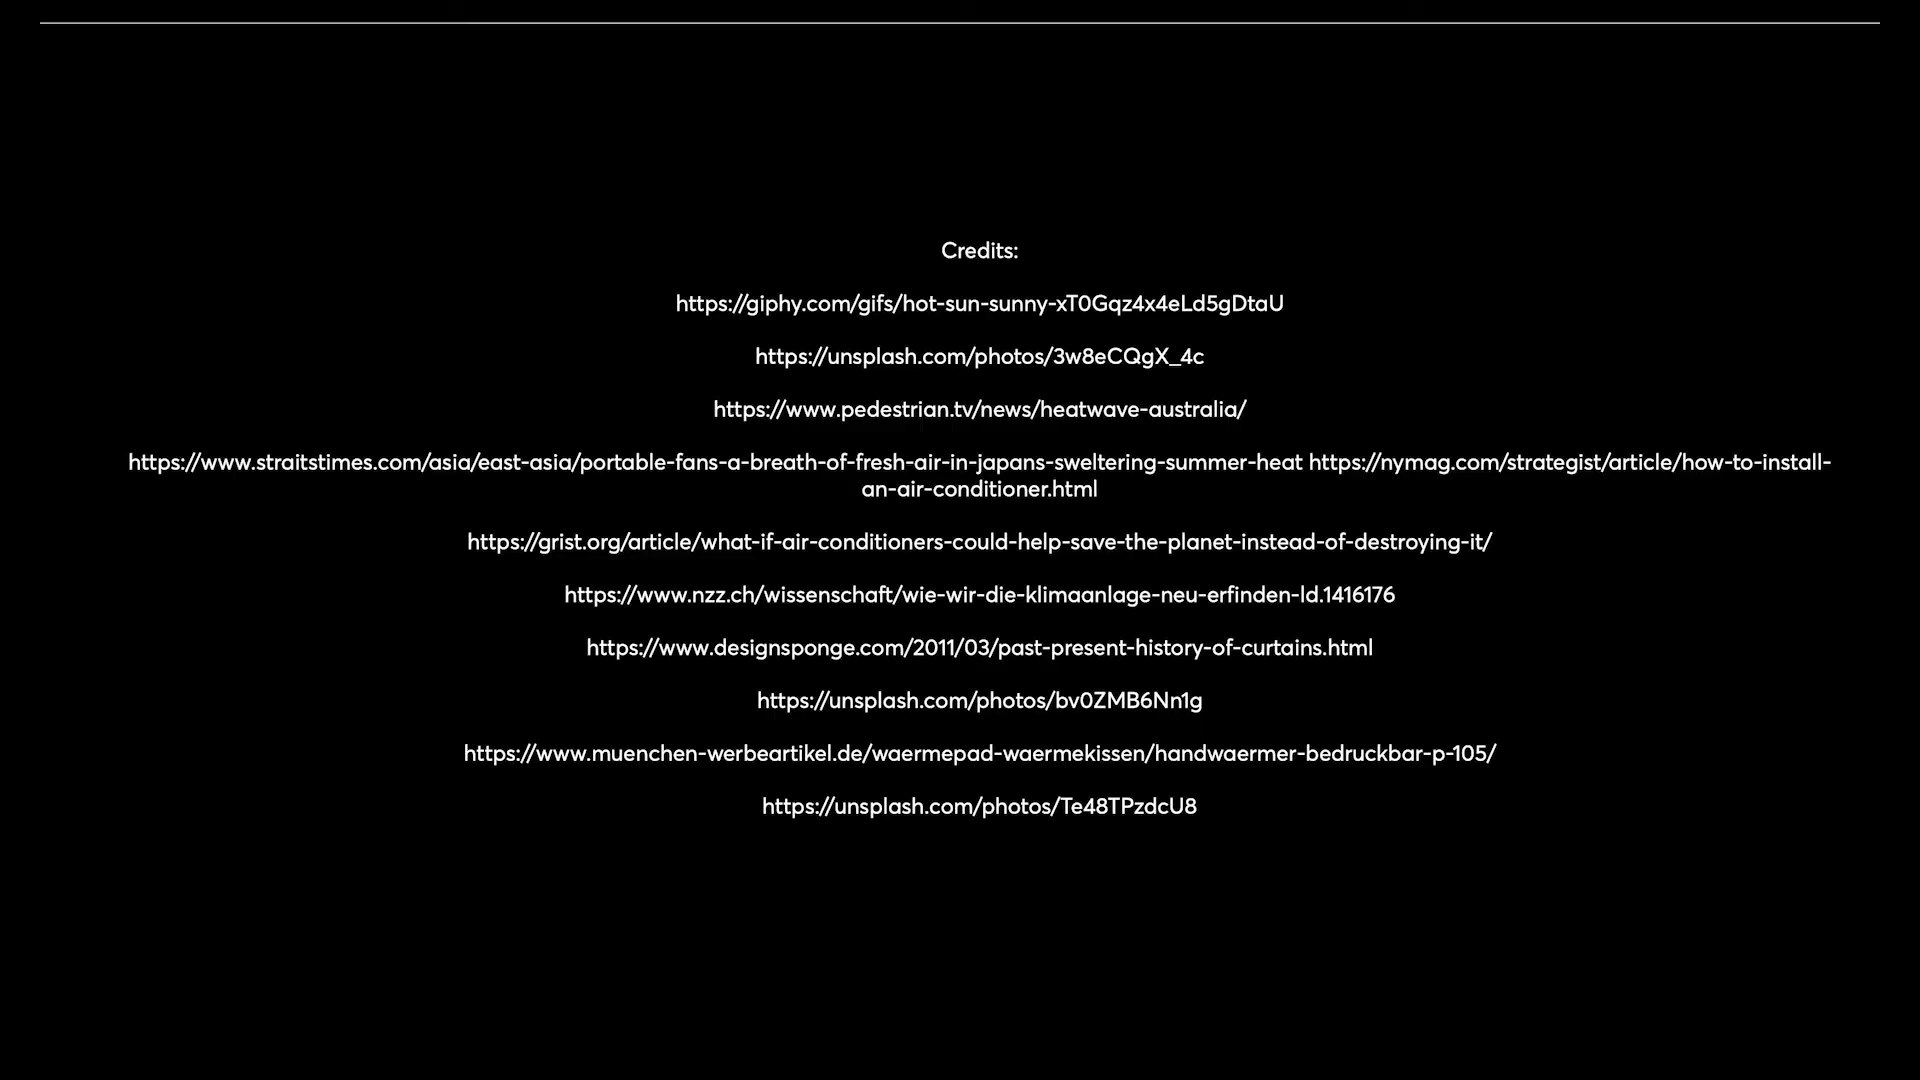 Credits:
https://giphy.com/gifs/hot-sun-sunny-xT0Gqz4x4eLd5gDtaU
https://unsplash.com/photos/3w8eCQgX_4c
https://www.pedestrian.tv/news/heatwave-australia/
https://www.straitstimes.com/asia/east-asia/portable-fans-a-breath-of-fresh-air-in-japans-sweltering-summer-heat https://nymag.com/strategist/article/how-to-install-
an-air-conditioner.html
https://grist.org/article/what-if-air-conditioners-could-help-save-the-planet-instead-of-destroying-it/
https://www.nzz.ch/wissenschaft/wie-wir-die-klimaanlage-neu-erfinden-ld.1416176
https://www.designsponge.com/2011/03/past-present-history-of-curtains.html
https://unsplash.com/photos/bv0ZMB6Nn1g
https://www.muenchen-werbeartikel.de/waermepad-waermekissen/handwaermer-bedruckbar-p-105/
https://unsplash.com/photos/Te48TPzdcU8